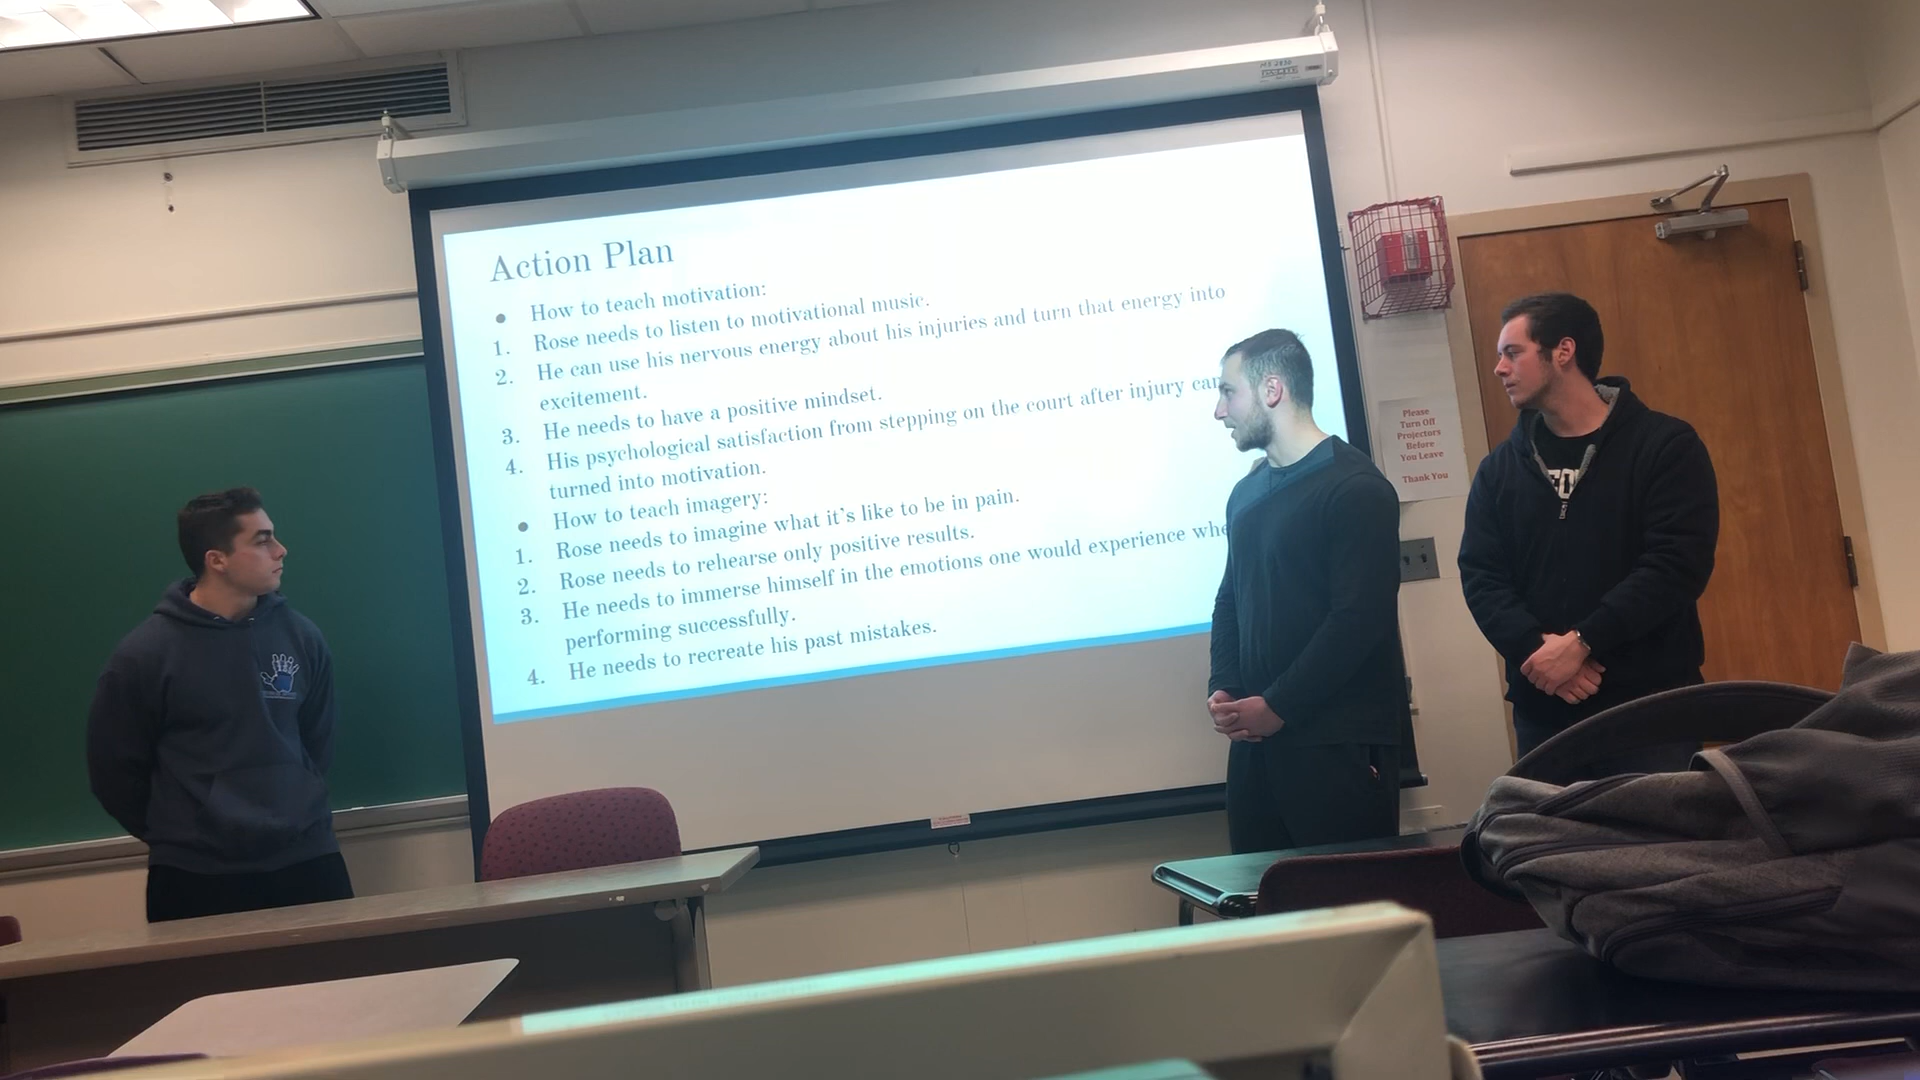 Action Plan
● How to teach motivation:
1. Rose needs to listen to motivational music.
2. He can use his nervous energy about his injuries and turn that energy into
excitement.
3. He needs to have a positive mindset.
4. His psychological satisfaction from stepping on the court after injury can
turned into motivation.
● How to teach imagery:
1. Rose needs to imagine what it's like to be in pain.
2. Rose needs to rehearse only positive results.
3. He needs to immerse himself in the emotions one would experience whe
performing successfully.
4. He needs to recreate his past mistakes.
Please
Turn Off
Projectors
Before
You Leave
Thank You